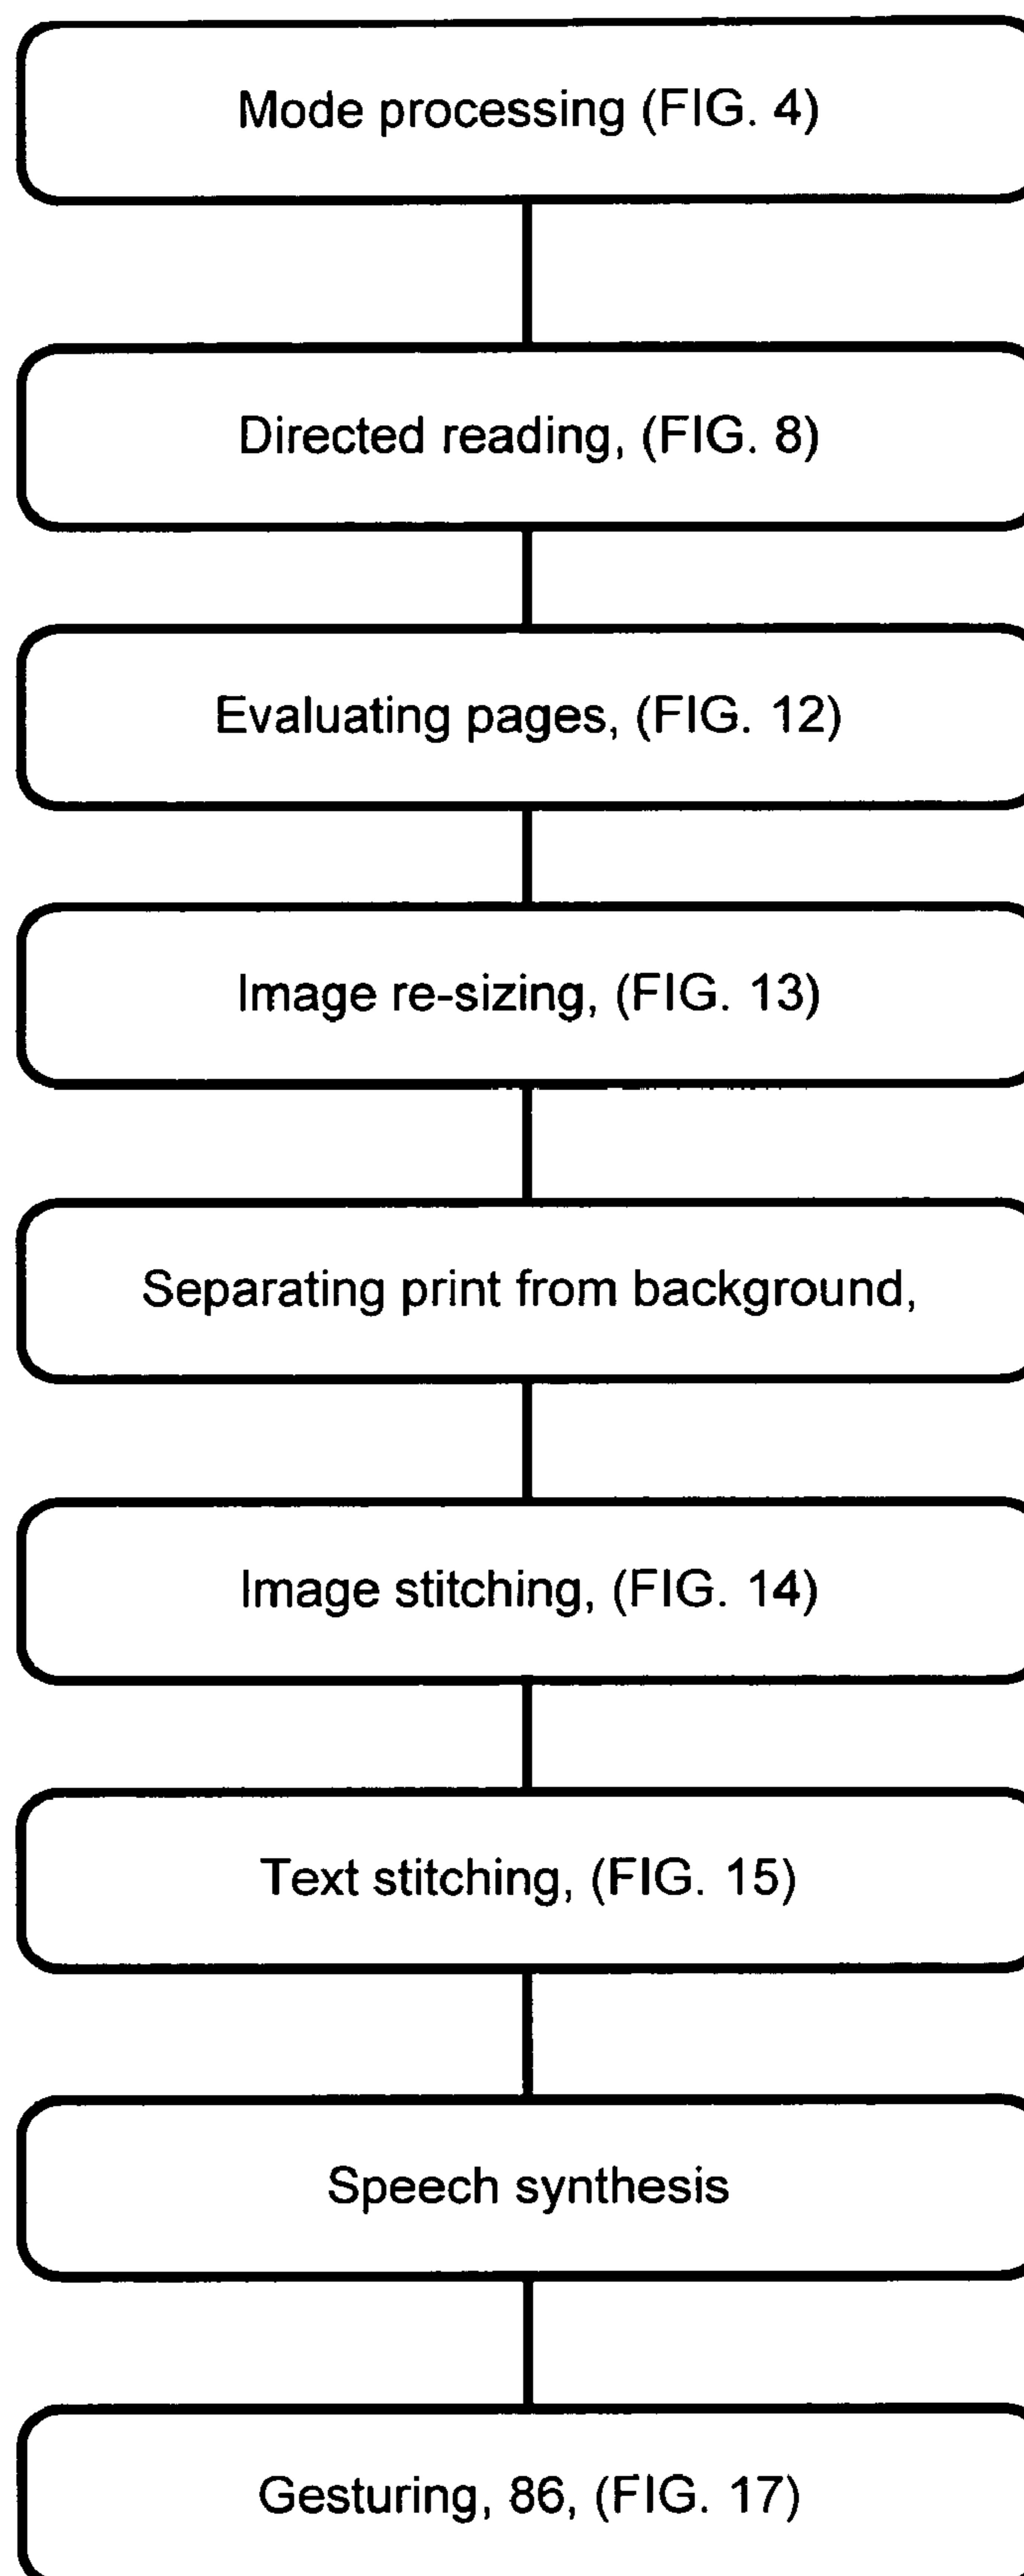 Mode processing (FIG. 4)
Directed reading, (FIG. 8)
Evaluating pages, (FIG. 12)
Image re-sizing, (FIG. 13)
Separating print from background,
Image stitching, (FIG. 14)
Text stitching, (FIG. 15)
Speech synthesis
Gesturing, 86, (FIG. 17)